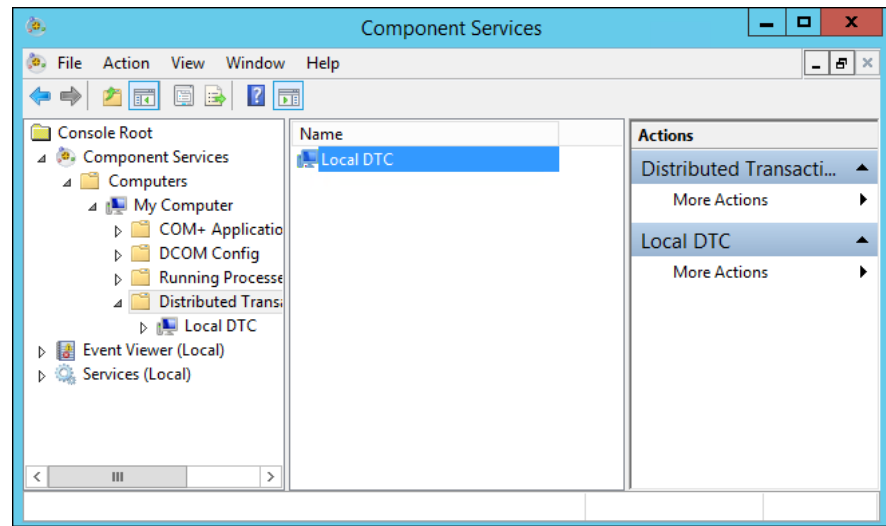 Component Services
File Action View Window Help
Console Root
Component Services
Computers
My Computer
COM+ Applicatio
DCOM Config
Running Processe
Distributed Transa
Local DTC
Event Viewer (Local)
Services (Local)
Name
Local DTC
Actions
Distributed Transacti...
More Actions
Local DTC
More Actions